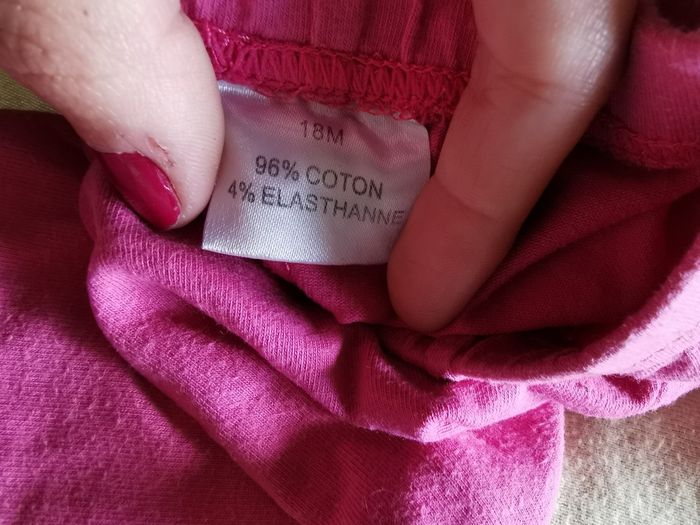 18M
96% COTON
4% ELASTHANNE